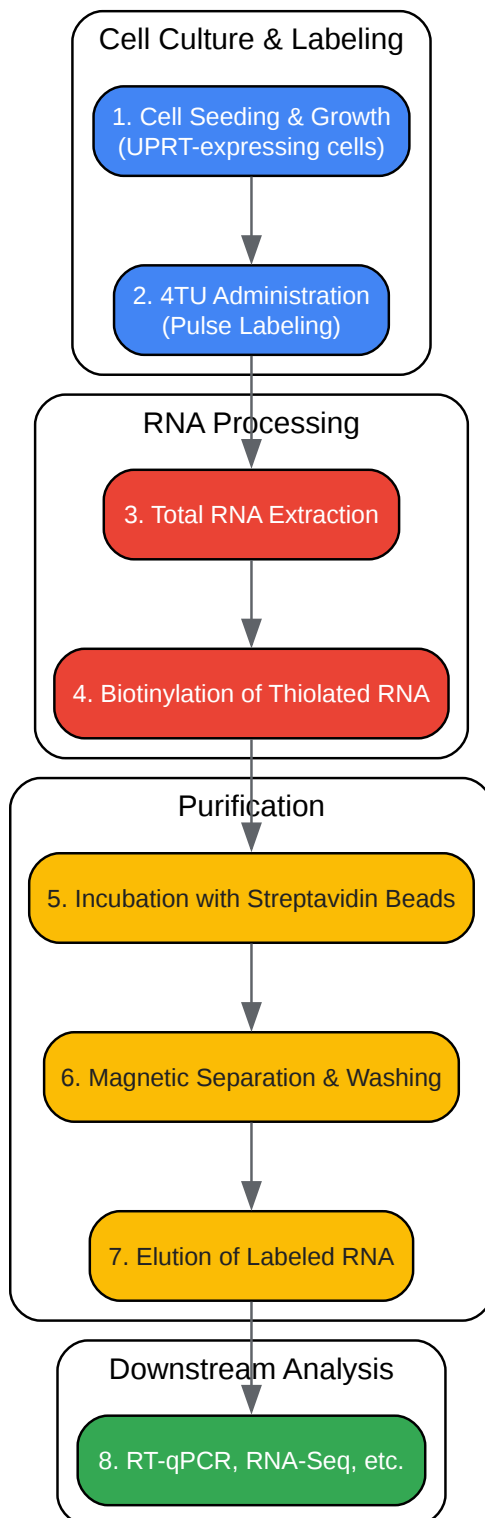 Cell Culture & Labeling
1. Cell Seeding & Growth
(UPRT-expressing cells)
2. 4TU Administration
(Pulse Labeling)
RNA Processing
3. Total RNA Extraction
4. Biotinylation of Thiolated RNA
Purification
5. Incubation with Streptavidin Beads
6. Magnetic Separation & Washing
7. Elution of Labeled RNA
Downstream Analysis
8. RT-qPCR, RNA-Seq, etc.